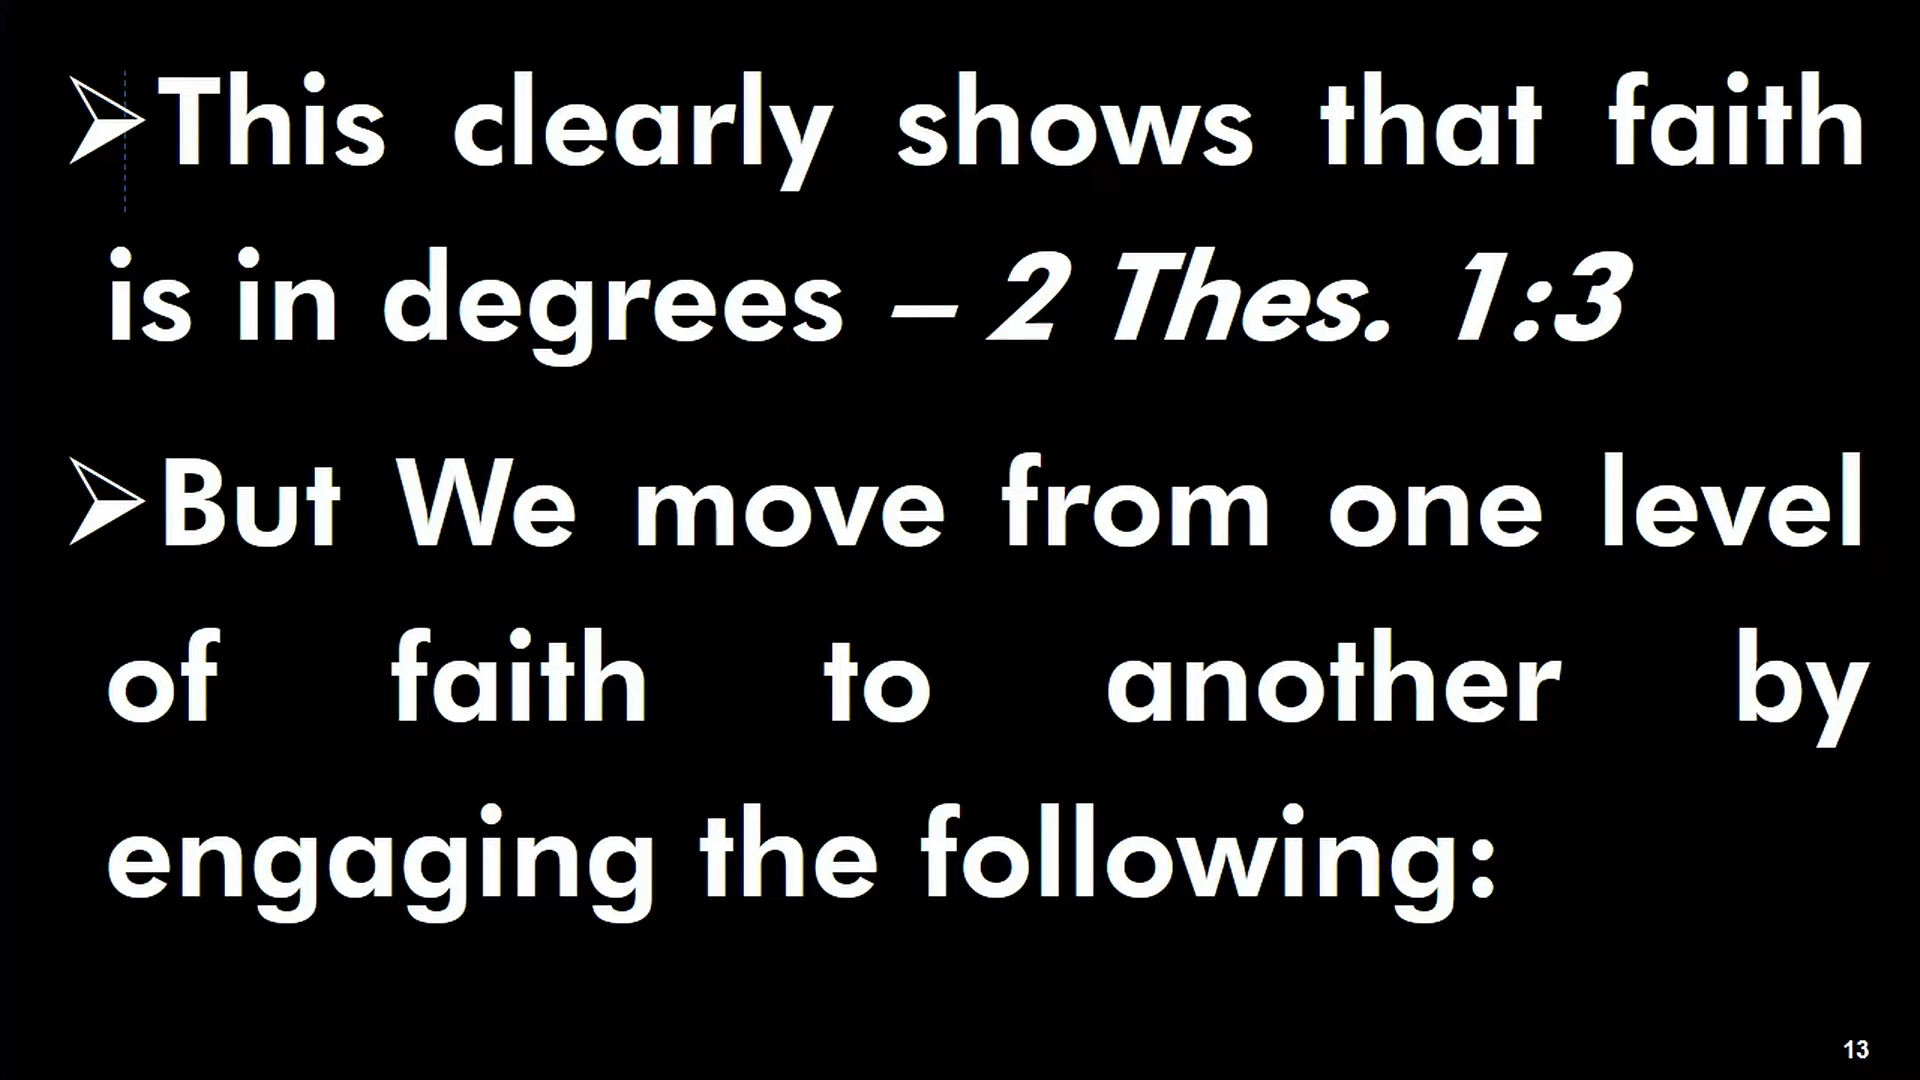 ➢This clearly shows that faith
is in degrees – 2 Thes. 1:3
➢But We move from one level
of faith to another by
engaging the following:
13